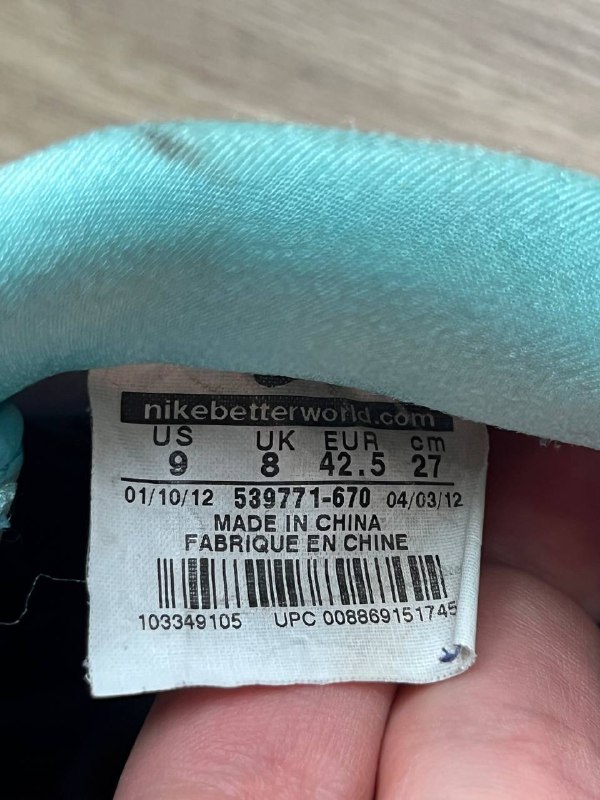 nikebetterworld.com
US UK EUR cm
9 8 42.5 27
01/10/12 539771-670 04/03/12
MADE IN CHINA
FABRIQUE EN CHINE
103349105 UPC 008869151745